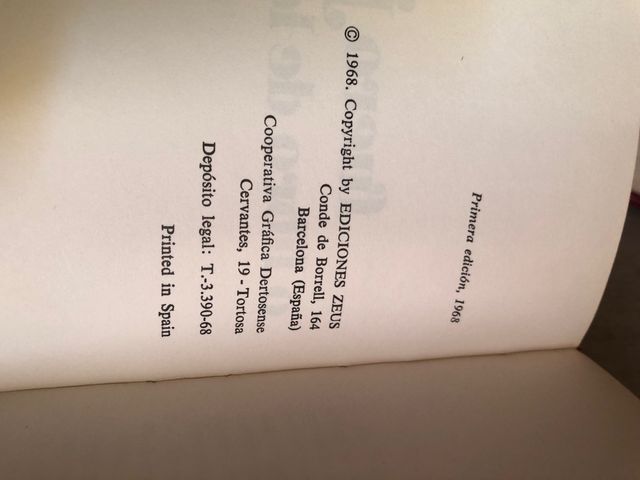 Primera edición, 1968
© 1968. Copyright by EDICIONES ZEUS
Conde de Borrell, 164
Barcelona (España)
Cooperativa Gráfica Dertosense
Cervantes, 19 - Tortosa
Depósito legal: T.-3.390-68
Printed in Spain